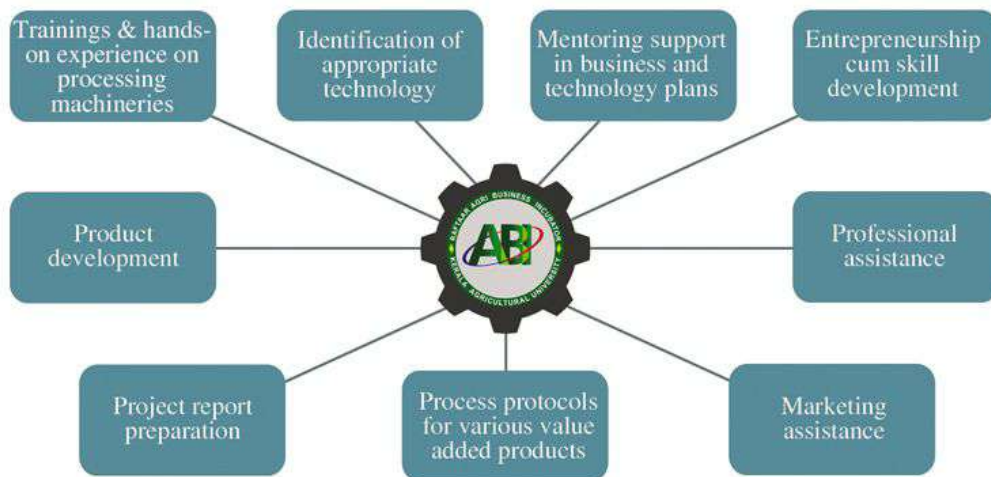 Trainings & hands-
on experience on
processing
machineries
Identification of
appropriate
technology
Mentoring support
in business and
technology plans
Entrepreneurship
cum skill
development
Product
development
RAFTAAR AGRI BUSINESS INCUBATOR
ABI
KERALA AGRICULTURAL UNIVERSITY
Professional
assistance
Project report
preparation
Process protocols
for various value
added products
Marketing
assistance